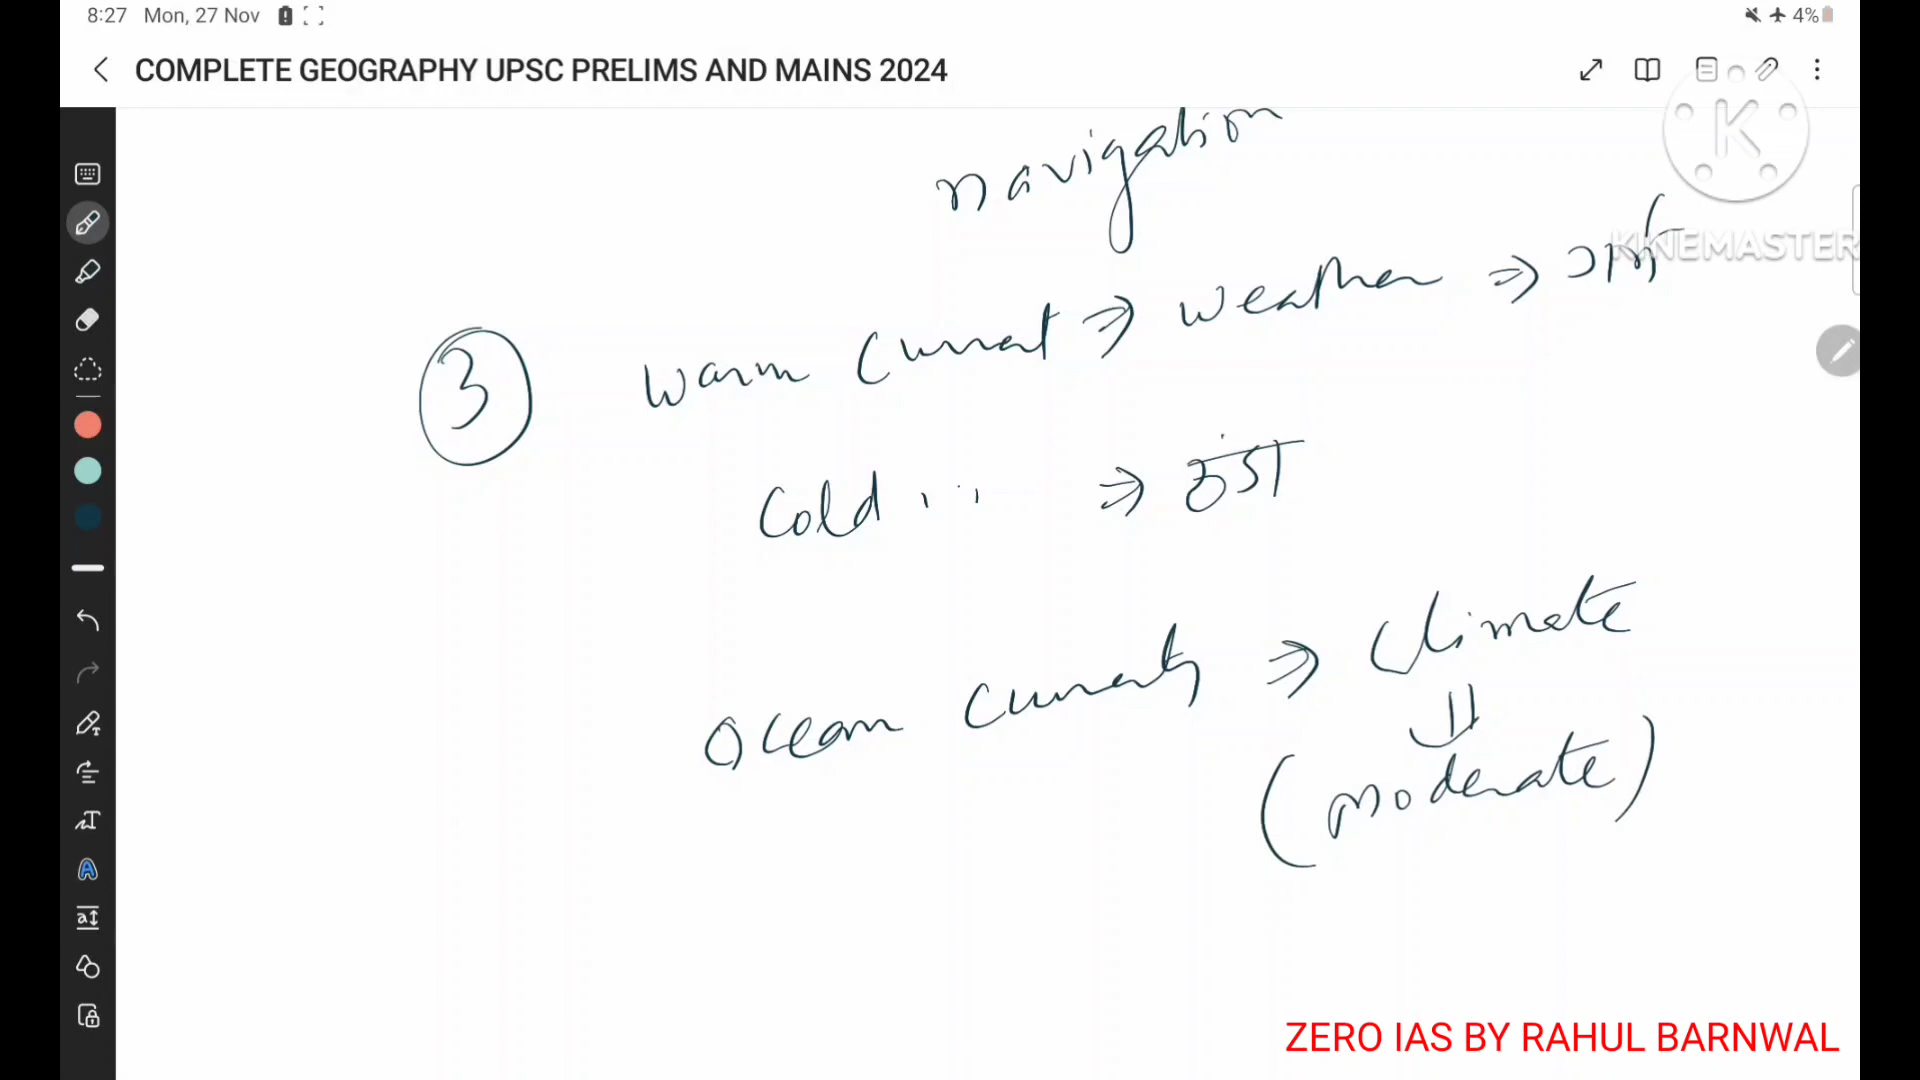 8:27 Mon, 27 Nov 4%
COMPLETE GEOGRAPHY UPSC PRELIMS AND MAINS 2024
K
KINEMASTER
navigation
3 warm current ⇒ weather ⇒ गर्म
Cold '' ⇒ ठंडा
Ocean currents ⇒ Climate
(moderate)
ZERO IAS BY RAHUL BARNWAL